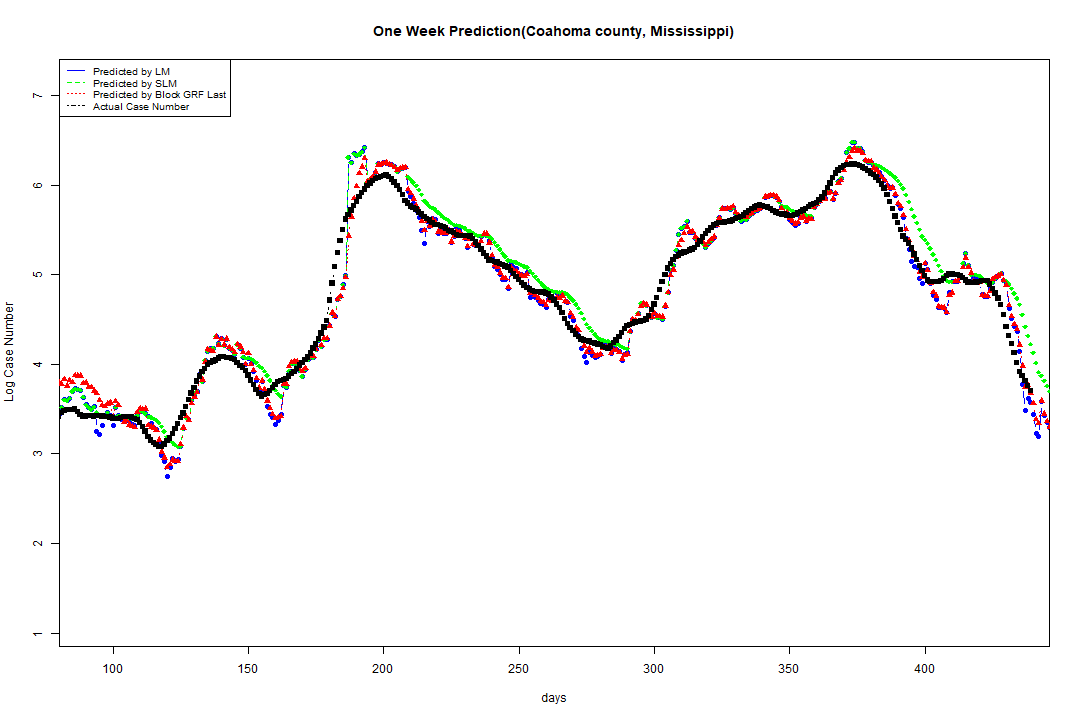 One Week Prediction(Coahoma county, Mississippi)
Predicted by LM
Predicted by SLM
Predicted by Block GRF Last
Actual Case Number
7
6
5
4
3
2
1
Log Case Number
100 150 200 250 300 350 400
days